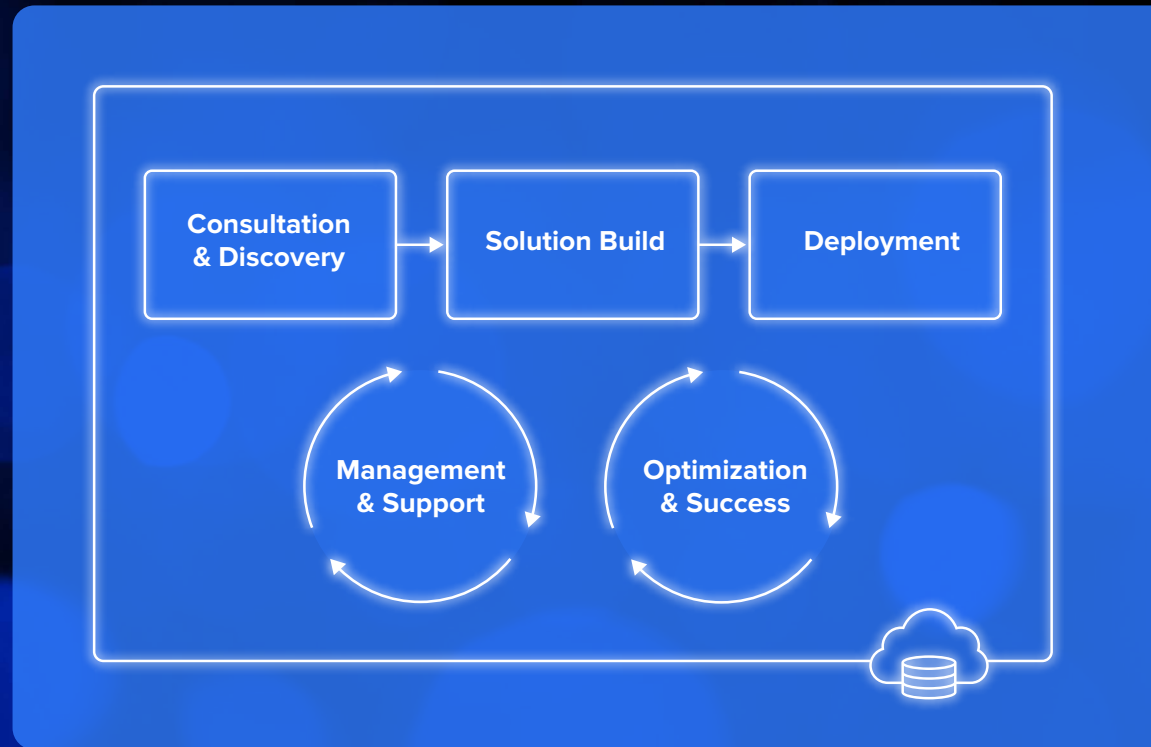 Consultation
& Discovery
Solution Build
Deployment
Management
& Support
Optimization
& Success